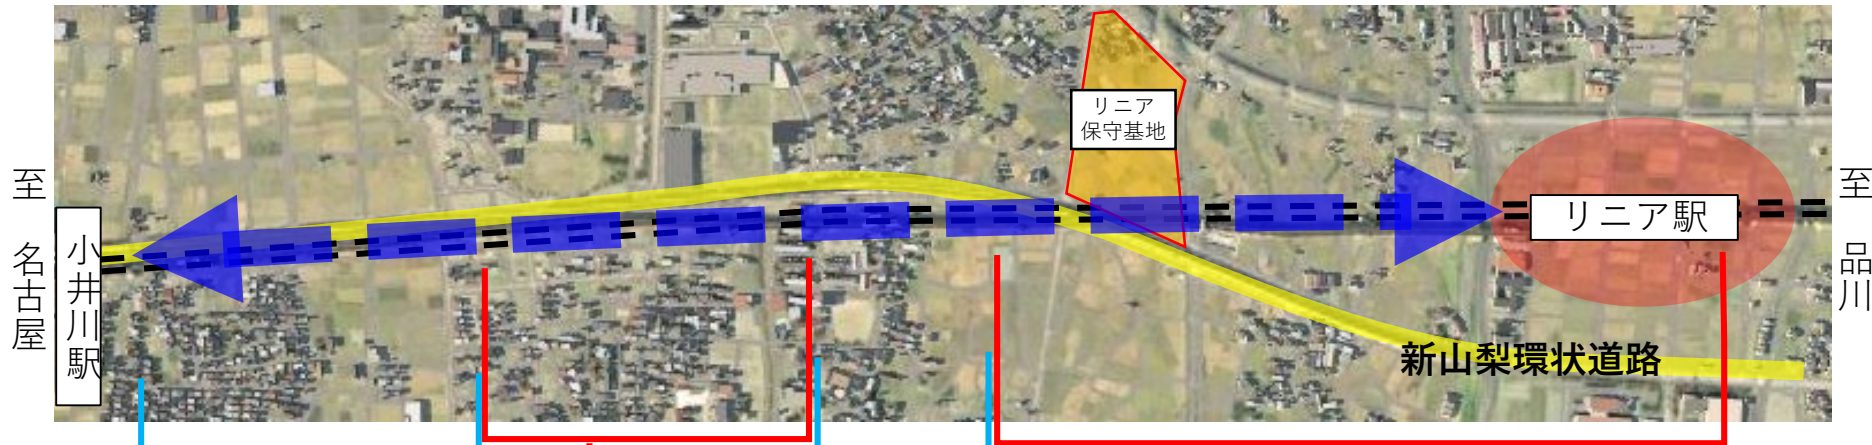 至 名古屋
小井川駅
リニア
保守基地
リニア駅
至 品川
新山梨環状道路